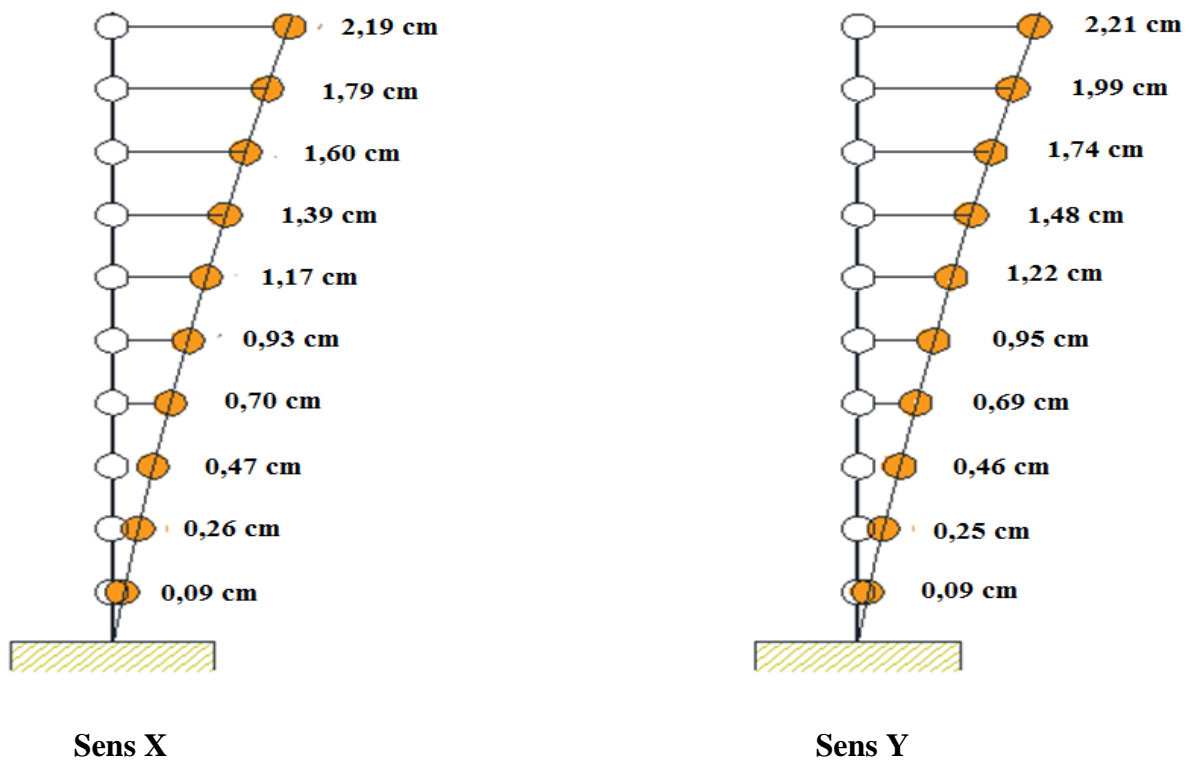 2,19 cm
1,79 cm
1,60 cm
1,39 cm
1,17 cm
0,93 cm
0,70 cm
0,47 cm
0,26 cm
0,09 cm
Sens X
2,21 cm
1,99 cm
1,74 cm
1,48 cm
1,22 cm
0,95 cm
0,69 cm
0,46 cm
0,25 cm
0,09 cm
Sens Y